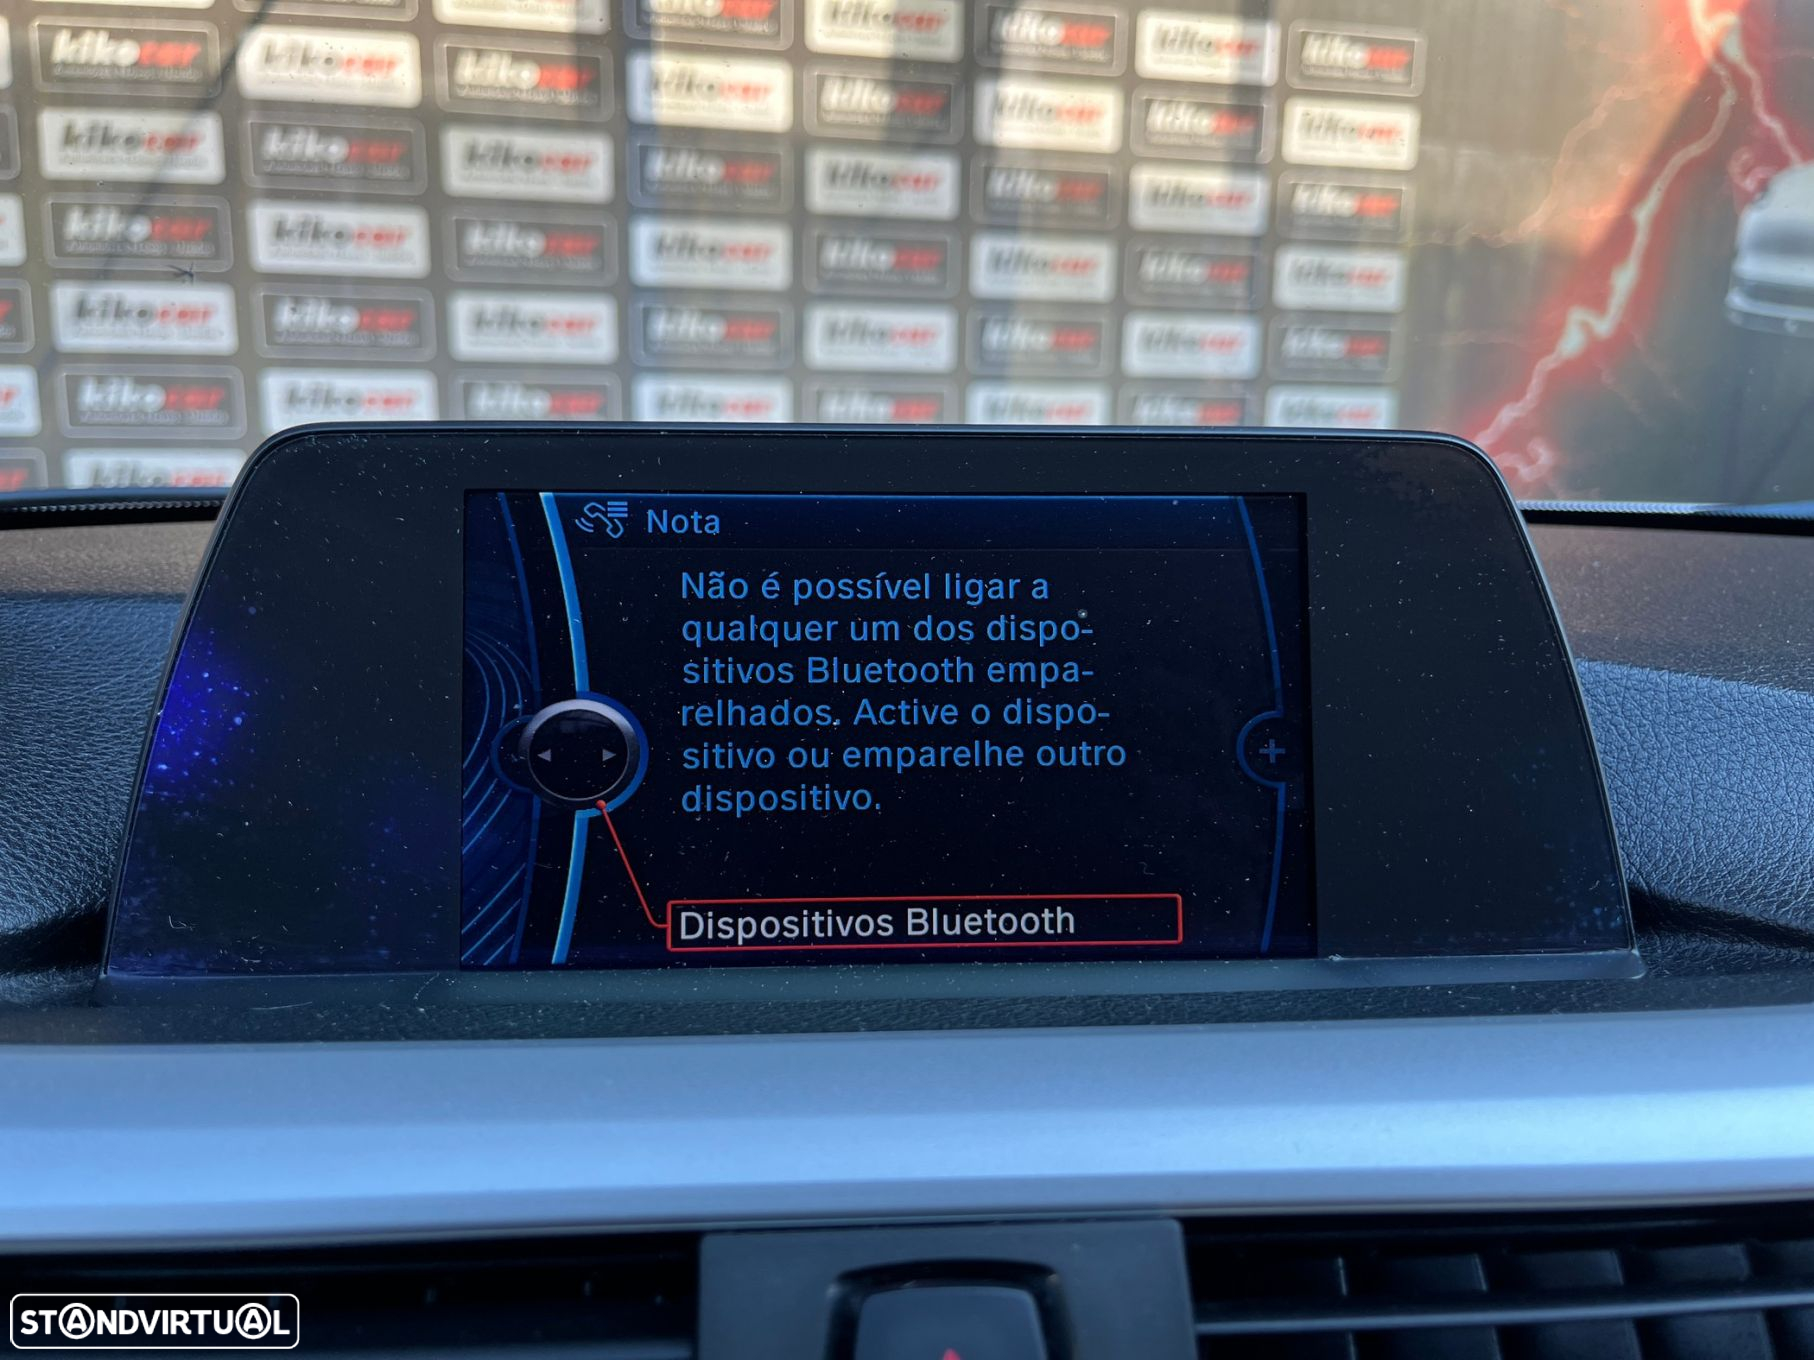 kikocar
Nota
Não é possível ligar a
qualquer um dos dispo-
sitivos Bluetooth empa-
relhados. Active o dispo-
sitivo ou emparelhe outro
dispositivo.
Dispositivos Bluetooth
STANDVIRTUAL